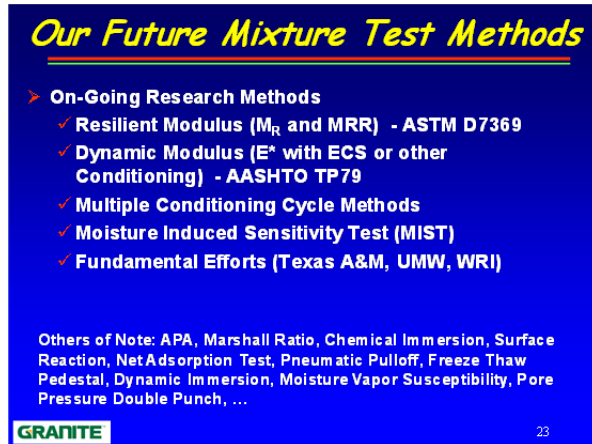 Our Future Mixture Test Methods
➢ On-Going Research Methods
✓ Resilient Modulus (MR and MRR) - ASTM D7369
✓ Dynamic Modulus (E* with ECS or other
Conditioning) - AASHTO TP79
✓ Multiple Conditioning Cycle Methods
✓ Moisture Induced Sensitivity Test (MIST)
✓ Fundamental Efforts (Texas A&M, UMW, WRI)
Others of Note: APA, Marshall Ratio, Chemical Immersion, Surface
Reaction, Net Adsorption Test, Pneumatic Pulloff, Freeze Thaw
Pedestal, Dynamic Immersion, Moisture Vapor Susceptibility, Pore
Pressure Double Punch, ...
GRANITE
23